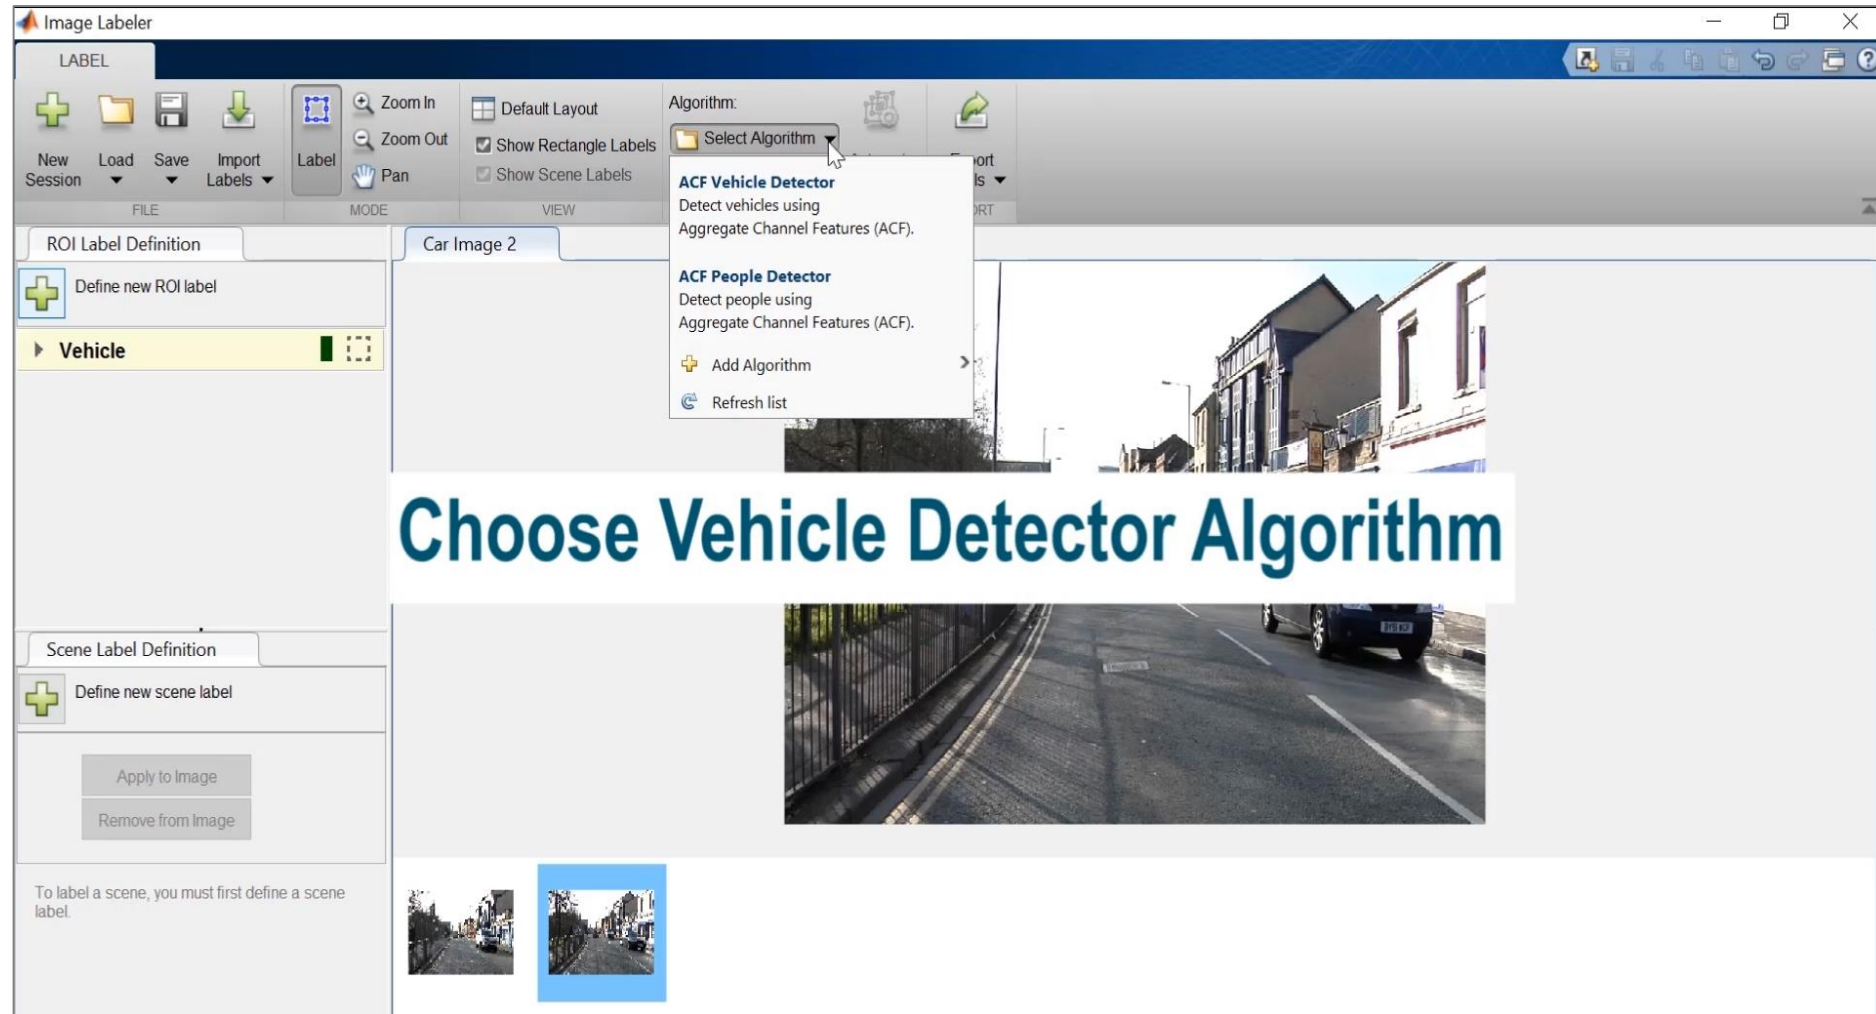 Image Labeler
LABEL
New Session
Load
Save
Import Labels
Label
Zoom In
Zoom Out
Pan
Default Layout
Show Rectangle Labels
Show Scene Labels
Algorithm:
Select Algorithm
FILE
MODE
VIEW
ACF Vehicle Detector
Detect vehicles using
Aggregate Channel Features (ACF).
ACF People Detector
Detect people using
Aggregate Channel Features (ACF).
Add Algorithm
Refresh list
ROI Label Definition
Define new ROI label
Vehicle
Car Image 2
Choose Vehicle Detector Algorithm
Scene Label Definition
Define new scene label
Apply to Image
Remove from Image
To label a scene, you must first define a scene
label.